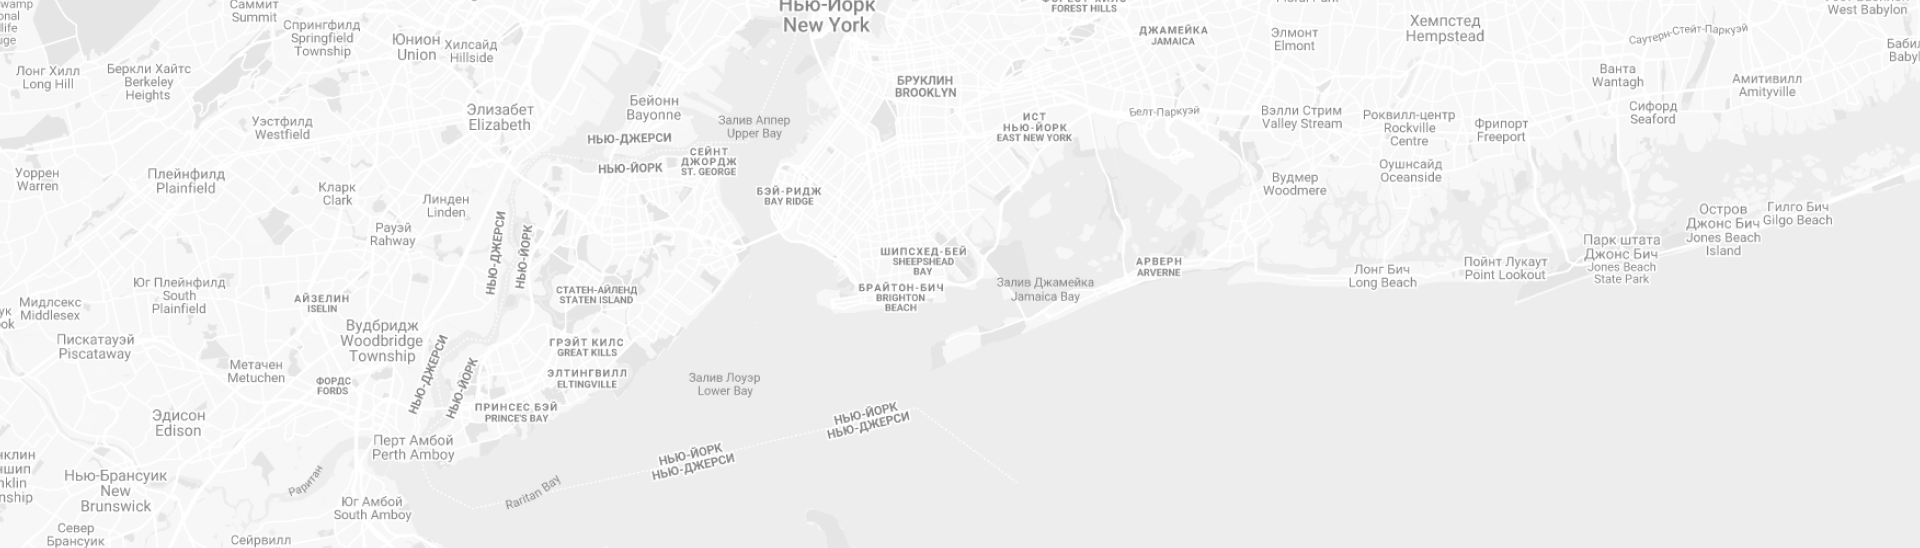 Нью-Йорк
New York
FOREST HILLS
West Babylon
Саммит
Summit
Спрингфилд
Springfield
Township
Юнион
Union
Хилсайд
Hillside
ДЖАМЕЙКА
JAMAICA
Элмонт
Elmont
Хемпстед
Hempstead
Саутерн-Стейт-Паркуэй
Лонг Хилл
Long Hill
Беркли Хайтс
Berkeley
Heights
БРУКЛИН
BROOKLYN
Ванта
Wantagh
Амитивилл
Amityville
Элизабет
Elizabeth
Бейонн
Bayonne
Залив Аппер
Upper Bay
ИСТ
НЬЮ-ЙОРК
EAST NEW YORK
Белт-Паркуэй
Вэлли Стрим
Valley Stream
Роквилл-центр
Rockville
Centre
Фрипорт
Freeport
Сифорд
Seaford
Уэстфилд
Westfield
НЬЮ-ДЖЕРСИ
НЬЮ-ЙОРК
СЕЙНТ
ДЖОРДЖ
ST. GEORGE
Уоррен
Warren
Плейнфилд
Plainfield
Кларк
Clark
Линден
Linden
БЭЙ-РИДЖ
BAY RIDGE
Вудмер
Woodmere
Оушнсайд
Oceanside
Рауэй
Rahway
НЬЮ-ДЖЕРСИ
НЬЮ-ЙОРК
Остров
Джонс Бич
Jones Beach
Island
Гилго Бич
Gilgo Beach
ШИПСХЕД-БЕЙ
SHEEPSHEAD
BAY
АРВЕРН
ARVERNE
Парк штата
Джонс Бич
Jones Beach
State Park
Пойнт Лукаут
Point Lookout
Лонг Бич
Long Beach
Юг Плейнфилд
South
Plainfield
АЙЗЕЛИН
ISELIN
СТАТЕН-АЙЛЕНД
STATEN ISLAND
БРАЙТОН-БИЧ
BRIGHTON
BEACH
Залив Джамейка
Jamaica Bay
Мидлсекс
Middlesex
Вудбридж
Woodbridge
Township
Пискатауэй
Piscataway
ГРЭЙТ КИЛС
GREAT KILLS
Метачен
Metuchen
ФОРДС
FORDS
НЬЮ-ДЖЕРСИ
НЬЮ-ЙОРК
ЭЛТИНГВИЛЛ
ELTINGVILLE
Залив Лоуэр
Lower Bay
ПРИНСЕС БЭЙ
PRINCE'S BAY
Эдисон
Edison
НЬЮ-ЙОРК
НЬЮ-ДЖЕРСИ
Перт Амбой
Perth Amboy
НЬЮ-ЙОРК
НЬЮ-ДЖЕРСИ
Нью-Брансуик
New
Brunswick
Раритан
Raritan Bay
Юг Амбой
South Amboy
Север
Брансуик
Сейрвилл